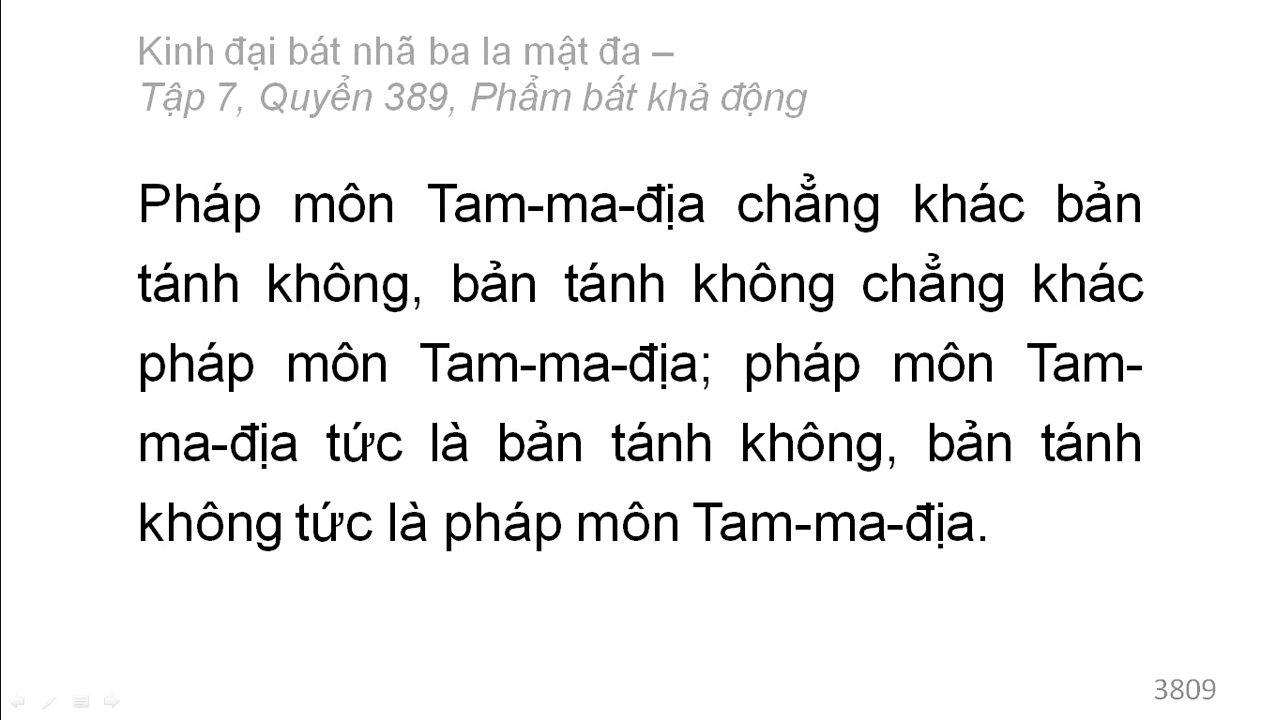 Kinh đại bát nhã ba la mật đa –
Tập 7, Quyển 389, Phẩm bất khả động
Pháp môn Tam-ma-địa chẳng khác bản
tánh không, bản tánh không chẳng khác
pháp môn Tam-ma-địa; pháp môn Tam-
ma-địa tức là bản tánh không, bản tánh
không tức là pháp môn Tam-ma-địa.
3809